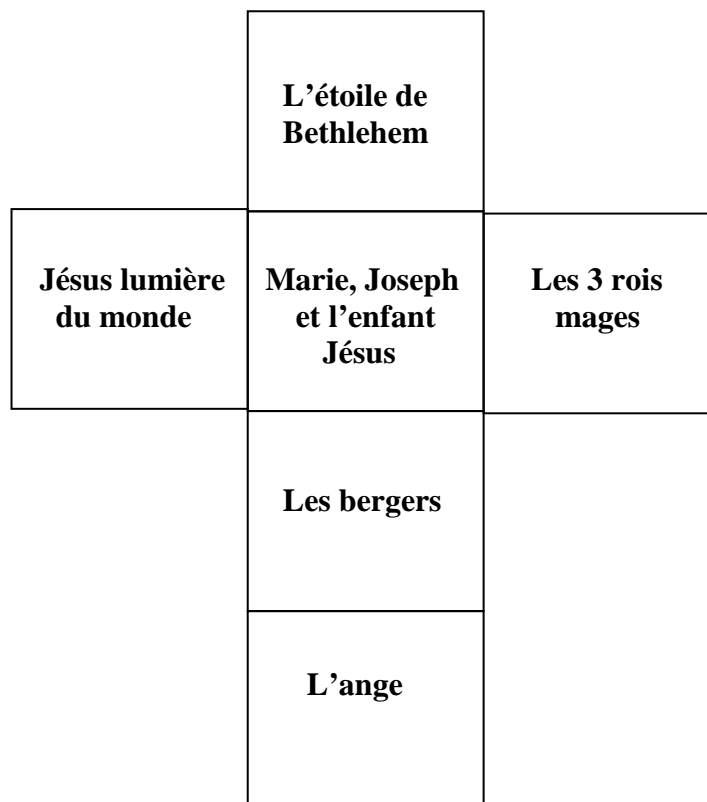 L’étoile de
Bethlehem
Jésus lumière
du monde
Marie, Joseph
et l’enfant
Jésus
Les 3 rois
mages
Les bergers
L’ange